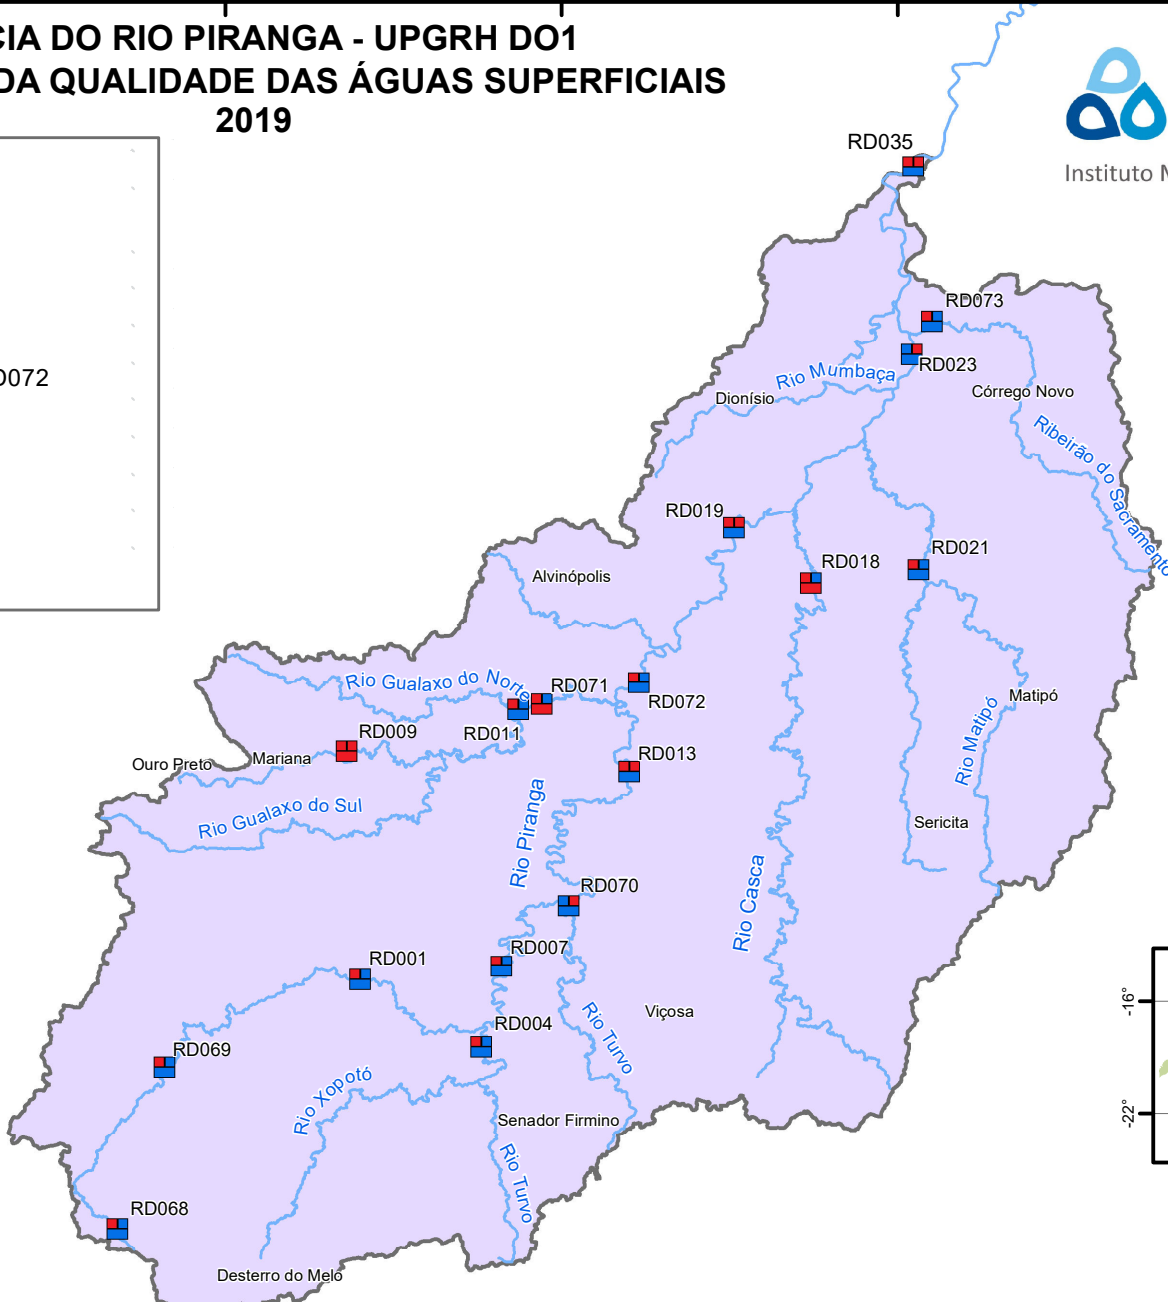 CIA DO RIO PIRANGA - UPGRH DO1
DA QUALIDADE DAS ÁGUAS SUPERFICIAIS
2019
Instituto M
RD035
RD073
RD023
Rio Mumbaça
Dionísio
Córrego Novo
Ribeirão do Sacramento
D072
RD019
RD018
RD021
Alvinópolis
Rio Gualaxo do Norte
RD071
RD072
RD011
RD009
RD013
Ouro Preto
Mariana
Rio Gualaxo do Sul
Rio Piranga
Matipó
Rio Matipó
Sericita
Rio Casca
RD070
RD007
RD001
Viçosa
RD004
Rio Turvo
RD069
Rio Xopotó
Senador Firmino
Rio Turvo
RD068
Desterro do Melo
-16°
-22°